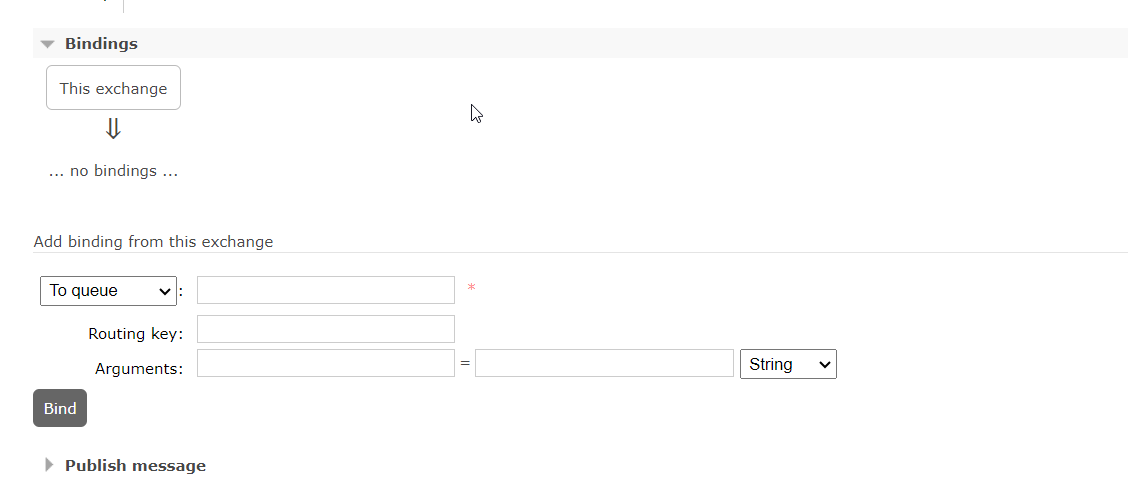 Bindings
This exchange
⇓
... no bindings ...
Add binding from this exchange
To queue : *
Routing key:
Arguments: = String
Bind
Publish message